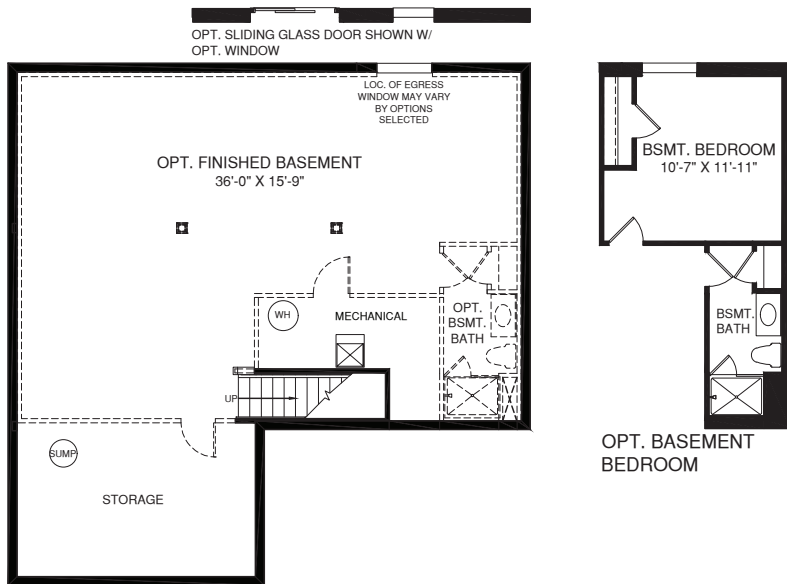 OPT. SLIDING GLASS DOOR SHOWN W/
OPT. WINDOW
LOC. OF EGRESS
WINDOW MAY VARY
BY OPTIONS
SELECTED
OPT. FINISHED BASEMENT
36'-0" X 15'-9"
WH
MECHANICAL
OPT.
BSMT.
BATH
UP
SUMP
STORAGE
BSMT. BEDROOM
10'-7" X 11'-11"
BSMT.
BATH
OPT. BASEMENT
BEDROOM